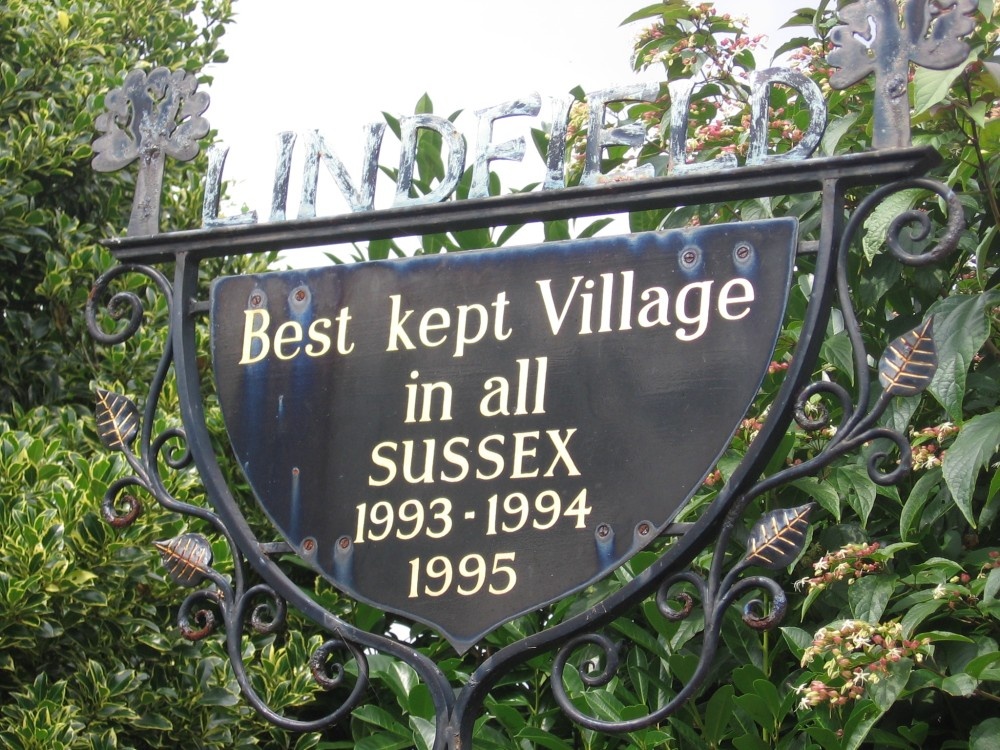 LINDFIELD
Best kept Village
in all
SUSSEX
1993-1994
1995